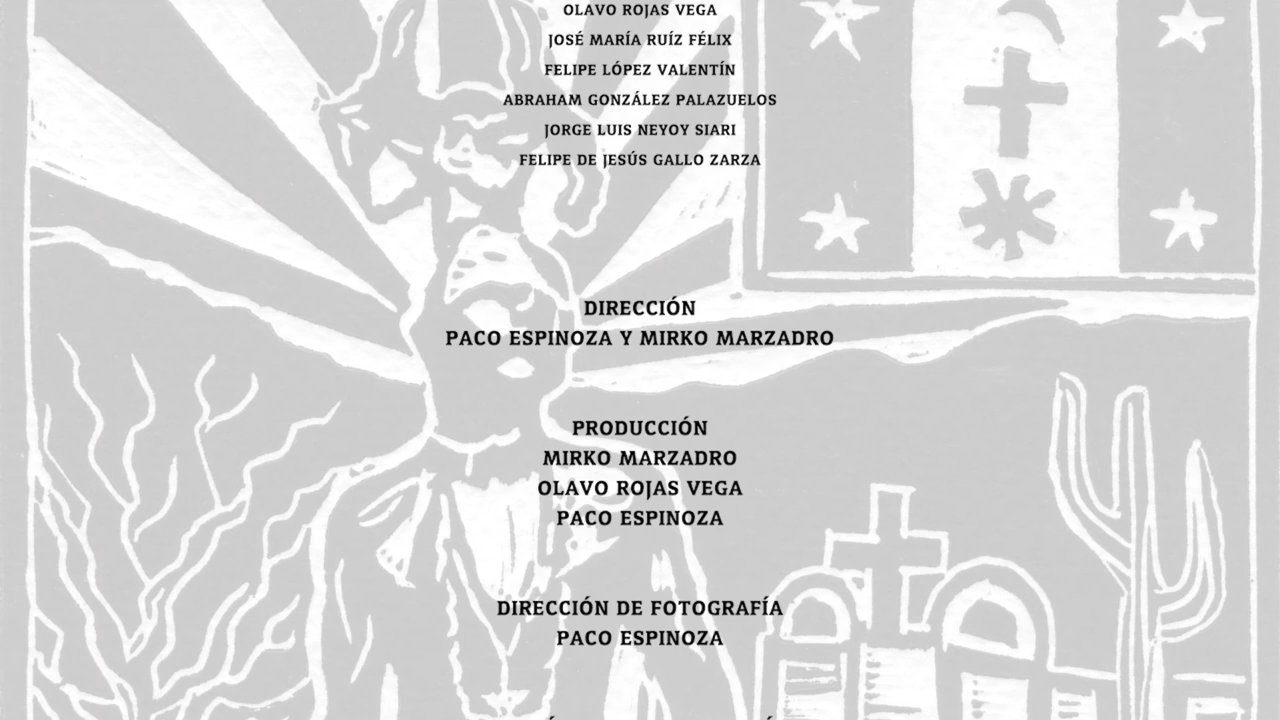 OLAVO ROJAS VEGA
JOSÉ MARÍA RUÍZ FÉLIX
FELIPE LÓPEZ VALENTÍN
ABRAHAM GONZÁLEZ PALAZUELOS
JORGE LUIS NEYOY SIARI
FELIPE DE JESÚS GALLO ZARZA
DIRECCIÓN
PACO ESPINOZA Y MIRKO MARZADRO
PRODUCCIÓN
MIRKO MARZADRO
OLAVO ROJAS VEGA
PACO ESPINOZA
DIRECCIÓN DE FOTOGRAFÍA
PACO ESPINOZA